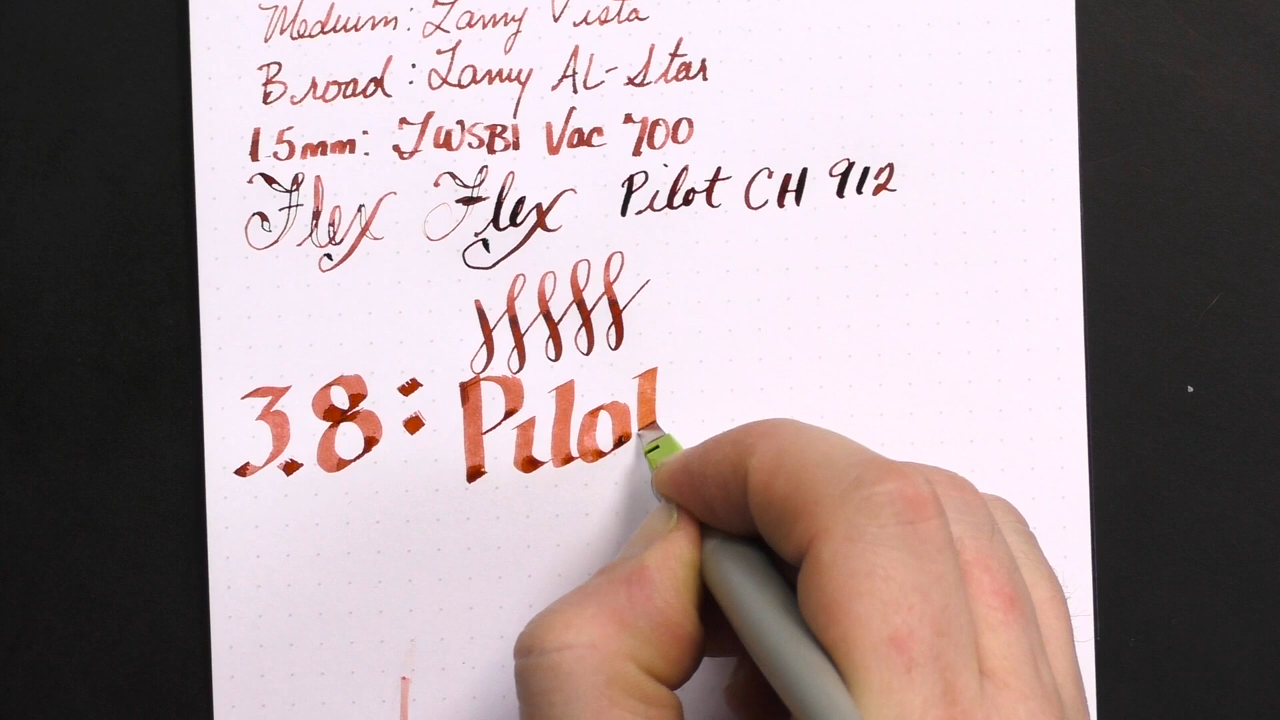 Medium: Lamy Vista
Broad: Lamy AL-Star
1.5mm: TWSBI Vac 700
Flex Flex Pilot CH 912
3.8: Pilot